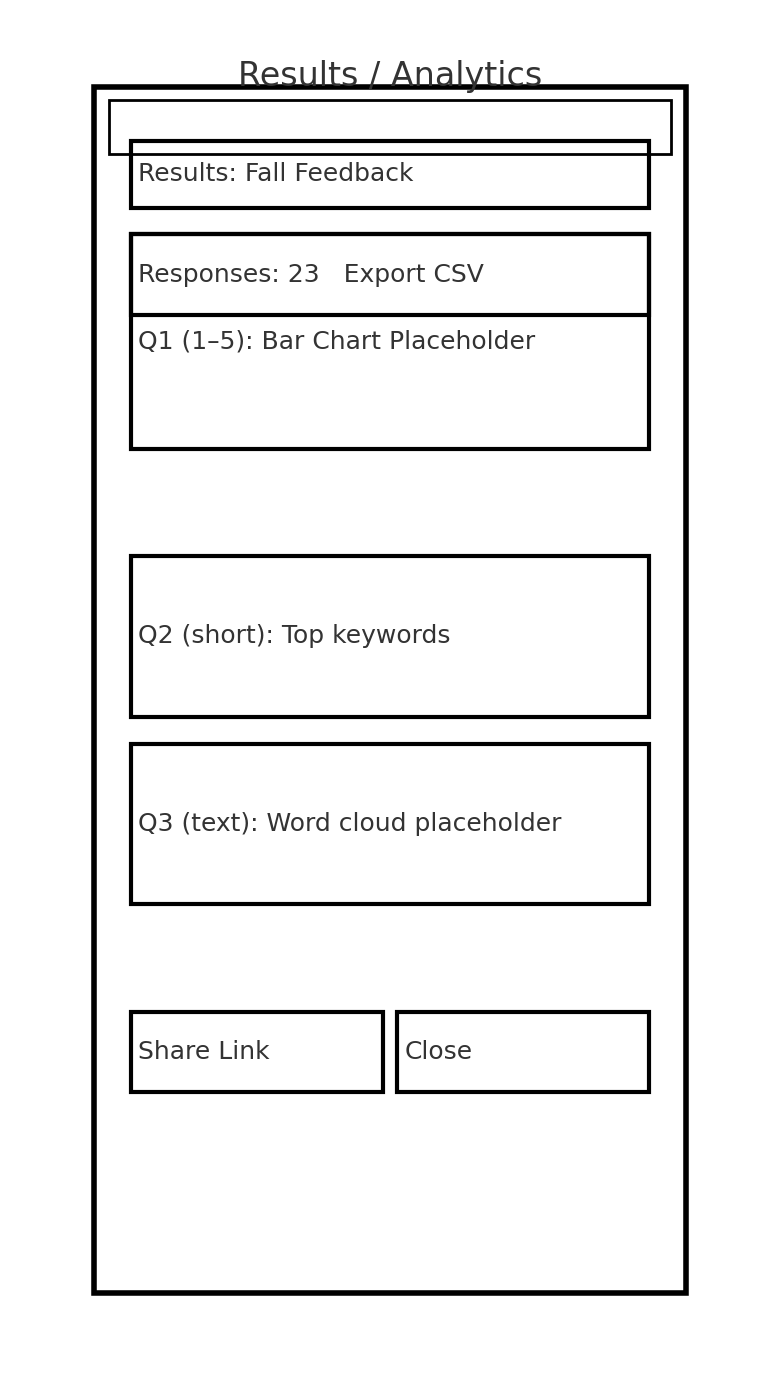 Results / Analytics
Results: Fall Feedback
Responses: 23   Export CSV
Q1 (1–5): Bar Chart Placeholder
Q2 (short): Top keywords
Q3 (text): Word cloud placeholder
Share Link
Close